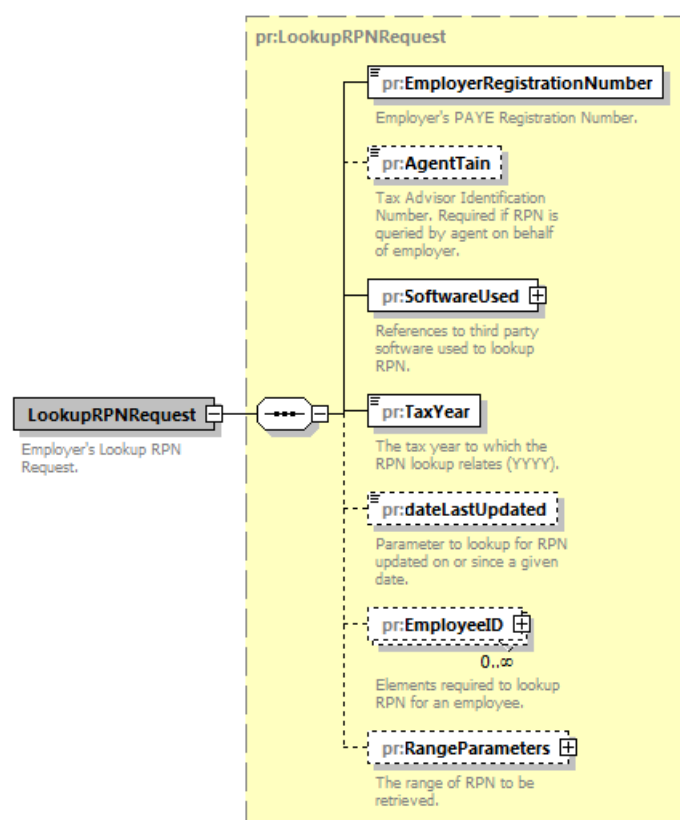 pr:LookupRPNRequest
pr:EmployerRegistrationNumber
Employer's PAYE Registration Number.
pr:AgentTain
Tax Advisor Identification
Number. Required if RPN is
queried by agent on behalf
of employer.
pr:SoftwareUsed
References to third party
software used to lookup
RPN.
LookupRPNRequest
Employer's Lookup RPN
Request.
pr:TaxYear
The tax year to which the
RPN lookup relates (YYYY).
pr:dateLastUpdated
Parameter to lookup for RPN
updated on or since a given
date.
pr:EmployeeID
0..∞
Elements required to lookup
RPN for an employee.
pr:RangeParameters
The range of RPN to be
retrieved.